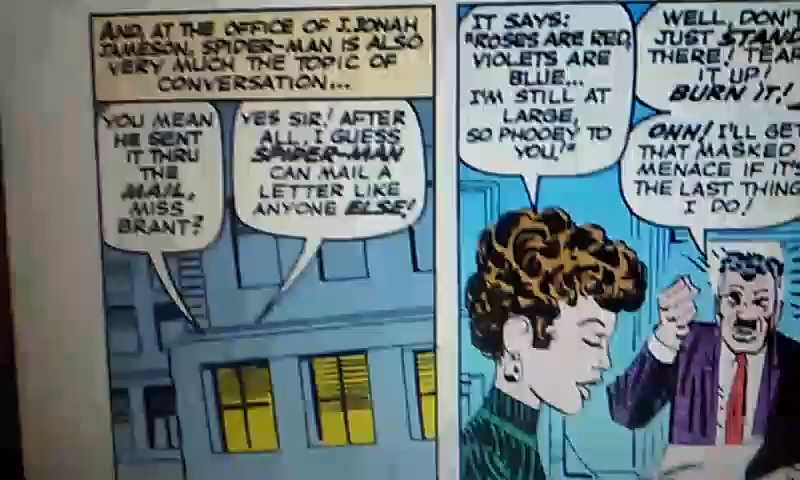 AND, AT THE OFFICE OF J. JONAH
JAMESON, SPIDER-MAN IS ALSO
VERY MUCH THE TOPIC OF
CONVERSATION...
YOU MEAN
HE SENT
IT THRU
THE
MAIL,
MISS
BRANT?
YES SIR! AFTER
ALL, I GUESS
SPIDER-MAN
CAN MAIL A
LETTER LIKE
ANYONE ELSE!
IT SAYS:
"ROSES ARE RED,
VIOLETS ARE
BLUE...
I'M STILL AT
LARGE,
SO PHOOEY TO
YOU!"
WELL, DON'T
JUST STAND
THERE! TEAR
IT UP!
BURN IT!
OHH! I'LL GET
THAT MASKED
MENACE IF IT'S
THE LAST THING
I DO!